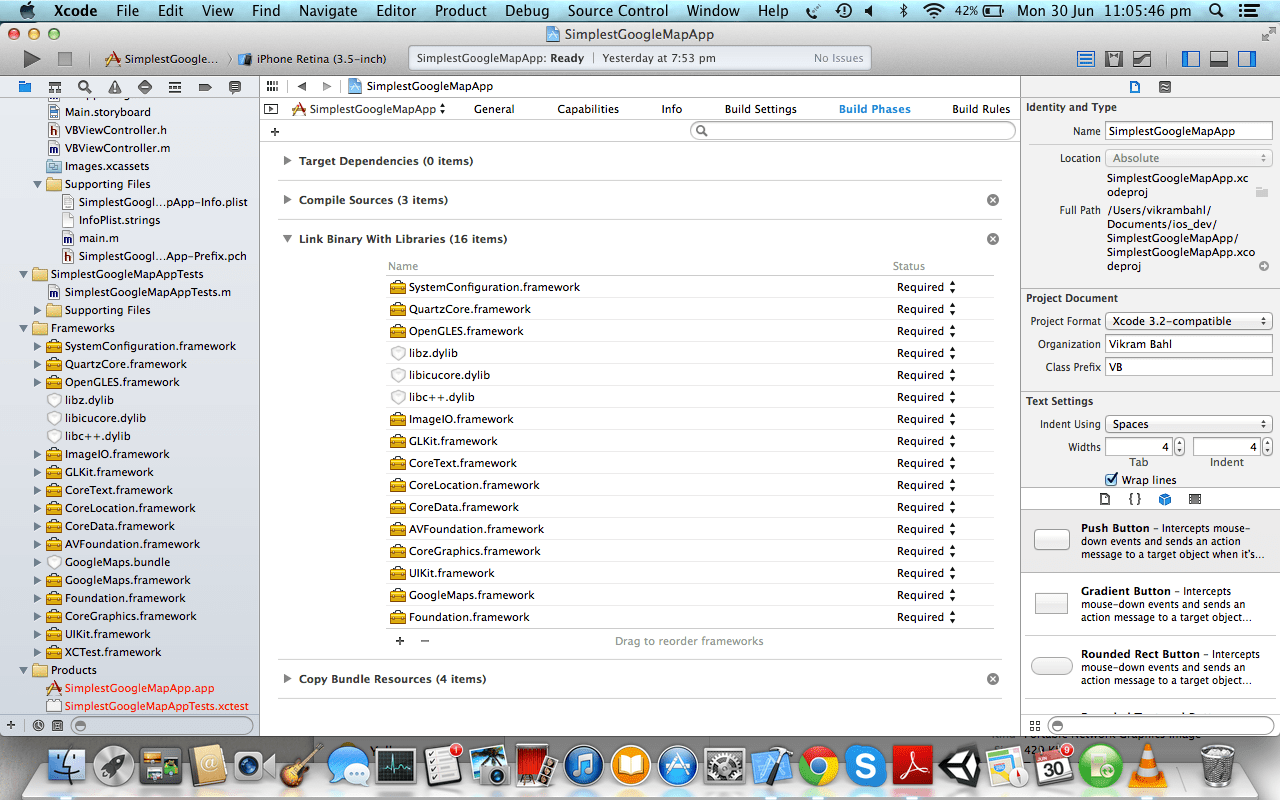 Xcode File Edit View Find Navigate Editor Product Debug Source Control Window Help 42% Mon 30 Jun 11:05:46 pm
SimplestGoogleMapApp
SimplestGoogle... iPhone Retina (3.5-inch)
SimplestGoogleMapApp: Ready Yesterday at 7:53 pm No Issues
SimplestGoogleMapApp
Main.storyboard
VBViewController.h
VBViewController.m
Images.xcassets
Supporting Files
SimplestGoogl...pApp-Info.plist
InfoPlist.strings
main.m
SimplestGoogl...App-Prefix.pch
SimplestGoogleMapAppTests
SimplestGoogleMapAppTests.m
Supporting Files
Frameworks
SystemConfiguration.framework
QuartzCore.framework
OpenGLES.framework
libz.dylib
libicucore.dylib
libc++.dylib
ImageIO.framework
GLKit.framework
CoreText.framework
CoreLocation.framework
CoreData.framework
AVFoundation.framework
GoogleMaps.bundle
GoogleMaps.framework
Foundation.framework
CoreGraphics.framework
UIKit.framework
XCTest.framework
Products
SimplestGoogleMapApp.app
SimplestGoogleMapAppTests.xctest
SimplestGoogleMapApp General Capabilities Info Build Settings Build Phases Build Rules
Target Dependencies (0 items)
Compile Sources (3 items)
Link Binary With Libraries (16 items)
Name Status
SystemConfiguration.framework Required
QuartzCore.framework Required
OpenGLES.framework Required
libz.dylib Required
libicucore.dylib Required
libc++.dylib Required
ImageIO.framework Required
GLKit.framework Required
CoreText.framework Required
CoreLocation.framework Required
CoreData.framework Required
AVFoundation.framework Required
CoreGraphics.framework Required
UIKit.framework Required
GoogleMaps.framework Required
Foundation.framework Required
+ − Drag to reorder frameworks
Copy Bundle Resources (4 items)
Identity and Type
Name SimplestGoogleMapApp
Location Absolute
SimplestGoogleMapApp.xc
odeproj
Full Path /Users/vikrambahl/
Documents/ios_dev/
SimplestGoogleMapApp/
SimplestGoogleMapApp.xco
deproj
Project Document
Project Format Xcode 3.2-compatible
Organization Vikram Bahl
Class Prefix VB
Text Settings
Indent Using Spaces
Widths 4 4
Tab Indent
Wrap lines
Push Button – Intercepts mouse-
down events and sends an action
message to a target object when it's...
Gradient Button – Intercepts
mouse-down events and sends an
action message to a target object...
Rounded Rect Button – Intercepts
mouse-down events and sends an
action message to a target object...
1
9
JUN
30